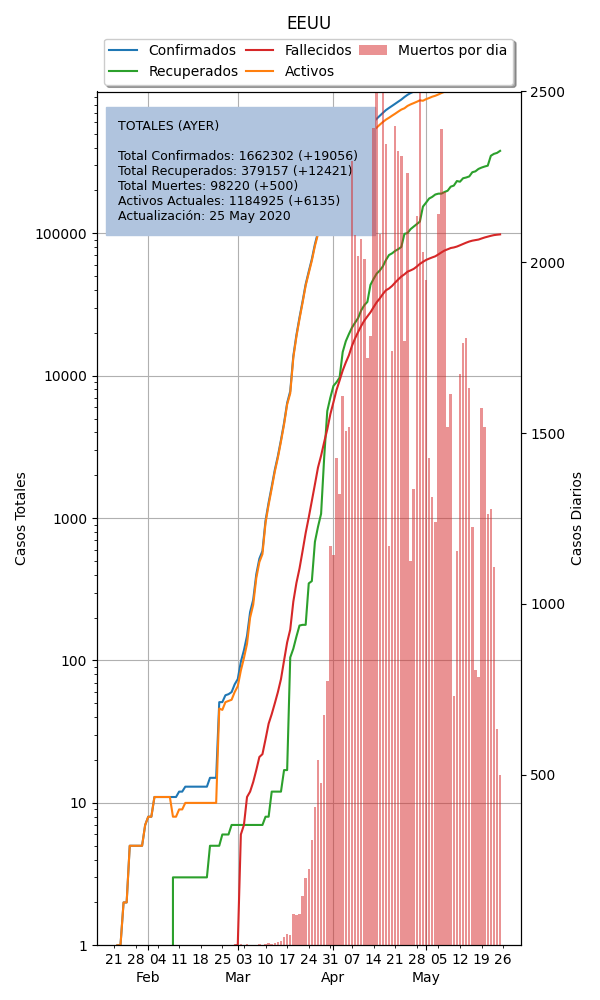 EEUU
Confirmados
Recuperados
Fallecidos
Activos
Muertos por dia
TOTALES (AYER)
Total Confirmados: 1662302 (+19056)
Total Recuperados: 379157 (+12421)
Total Muertes: 98220 (+500)
Activos Actuales: 1184925 (+6135)
Actualización: 25 May 2020
100000
10000
1000
100
10
1
Casos Totales
2500
2000
1500
1000
500
Casos Diarios
21 28 04 11 18 25 03 10 17 24 31 07 14 21 28 05 12 19 26
Feb Mar Apr May